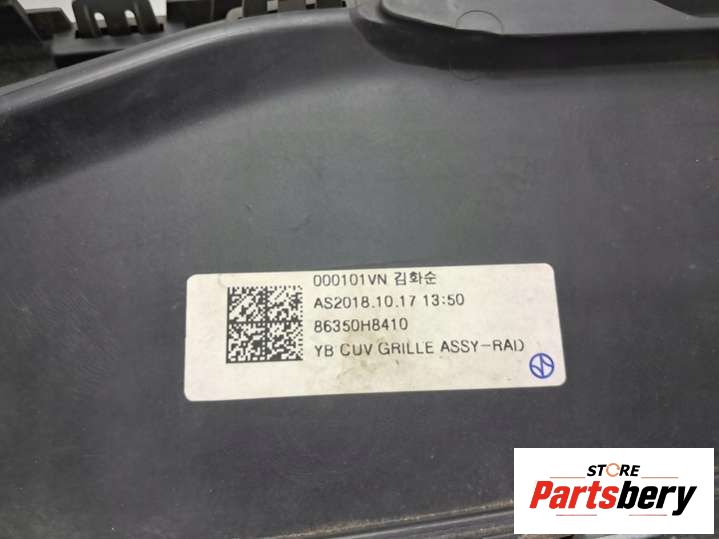 000101VN 김화순
AS2018.10.17 13:50
86350H8410
YB CUV GRILLE ASSY-RAD
STORE
Partsbery